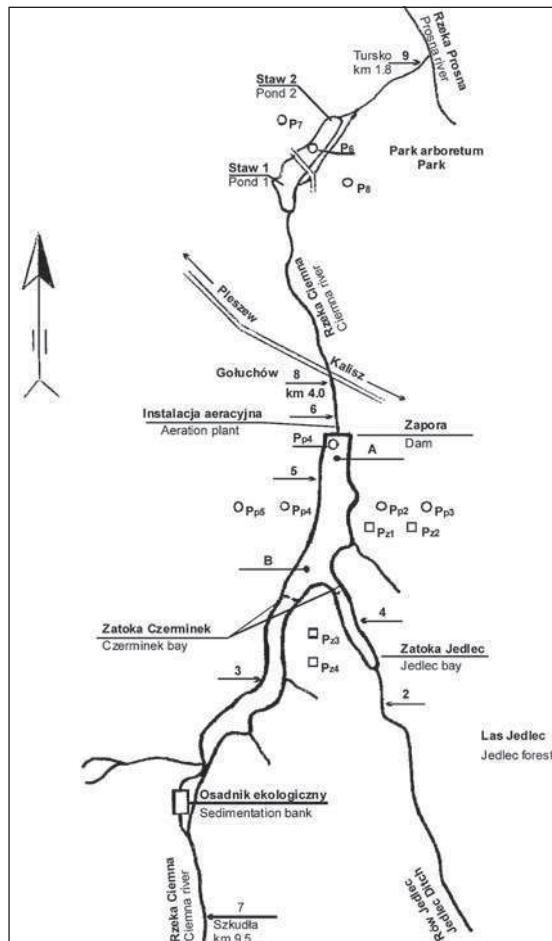 Rzeka Prosna
Prosna river
Tursko
km 1.8
9
Staw 2
Pond 2
P7
P6
Park arboretum
Park
Staw 1
Pond 1
P8
Rzeka Ciemna
Ciemna river
Pleszew
Kalisz
Gołuchów
8
km 4.0
Instalacja aeracyjna
Aeration plant
6
Pp4
Zapora
Dam
A
5
Pp5
Pp4
Pp2
Pp3
Pz1
Pz2
B
4
Zatoka Czerminek
Czerminek bay
Pz3
Zatoka Jedlec
Jedlec bay
3
Pz4
2
Las Jedlec
Jedlec forest
Osadnik ekologiczny
Sedimentation bank
Rzeka Ciemna
Ciemna river
7
Szkudła
km 9.5
Rów Jedlec
Jedlec Ditch